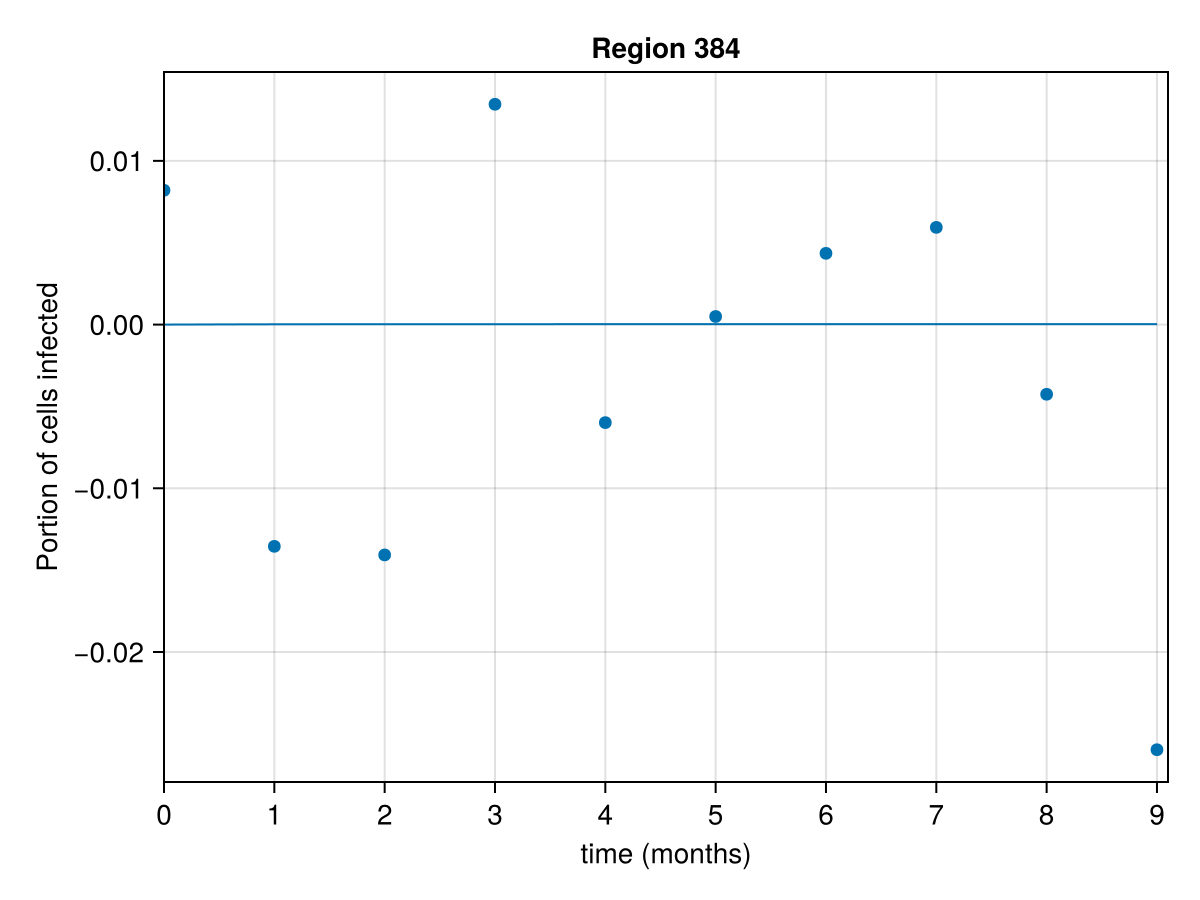 Region 384
0.01
0.00
−0.01
−0.02
Portion of cells infected
0 1 2 3 4 5 6 7 8 9
time (months)